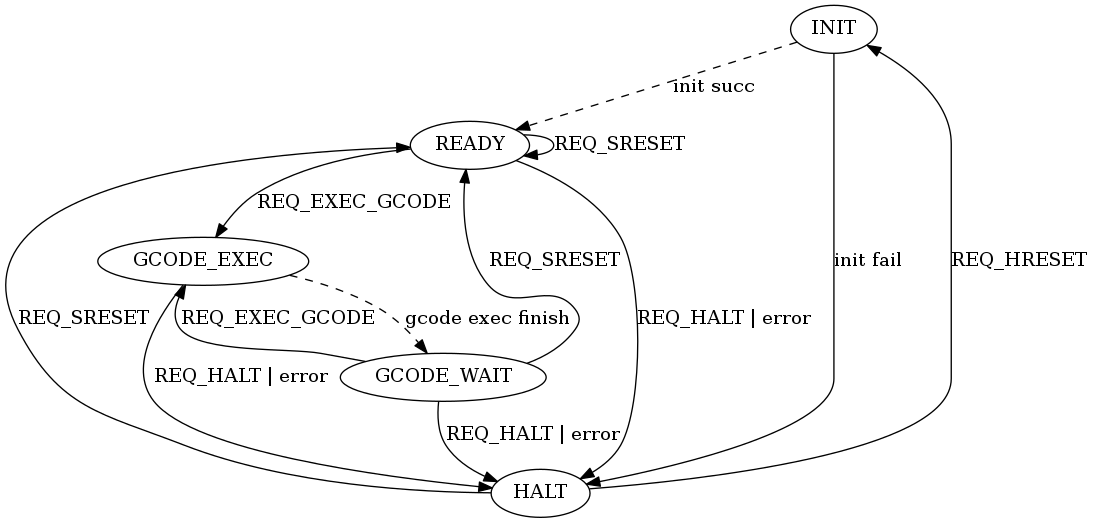 INIT
init succ
READY
REQ_SRESET
REQ_EXEC_GCODE
GCODE_EXEC
REQ_SRESET
init fail
REQ_HRESET
REQ_SRESET
REQ_EXEC_GCODE
gcode exec finish
REQ_HALT | error
GCODE_WAIT
REQ_HALT | error
REQ_HALT | error
HALT